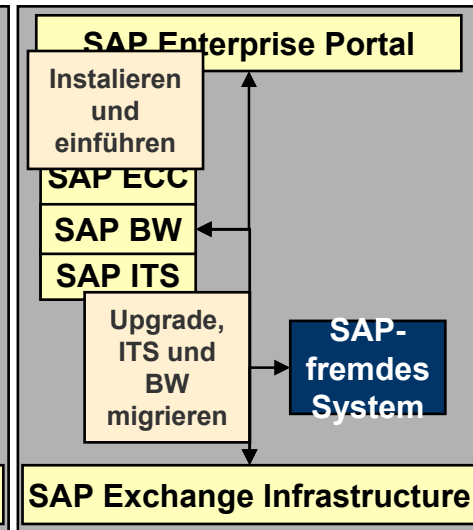 SAP Enterprise Portal
Instalieren
und
einführen
SAP ECC
SAP BW
SAP ITS
Upgrade,
ITS und
BW
migrieren
SAP-
fremdes
System
SAP Exchange Infrastructure